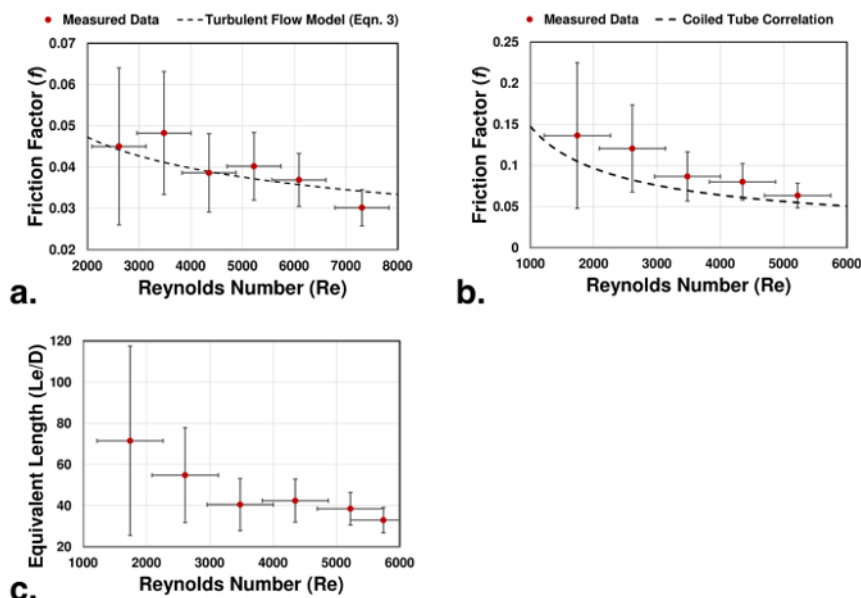 Measured Data Turbulent Flow Model (Eqn. 3)
0.07
0.06
0.05
0.04
0.03
0.02
Friction Factor (f)
2000 3000 4000 5000 6000 7000 8000
Reynolds Number (Re)
a.
Measured Data Coiled Tube Correlation
0.25
0.2
0.15
0.1
0.05
0
Friction Factor (f)
1000 2000 3000 4000 5000 6000
Reynolds Number (Re)
b.
120
100
80
60
40
20
Equivalent Length (Le/D)
1000 2000 3000 4000 5000 6000
Reynolds Number (Re)
c.